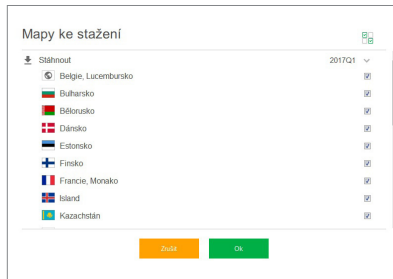 Mapy ke stažení
Stáhnout 2017Q1
Belgie, Lucembursko
Bulharsko
Bělorusko
Dánsko
Estonsko
Finsko
Francie, Monako
Island
Kazachstán
Zrušit Ok